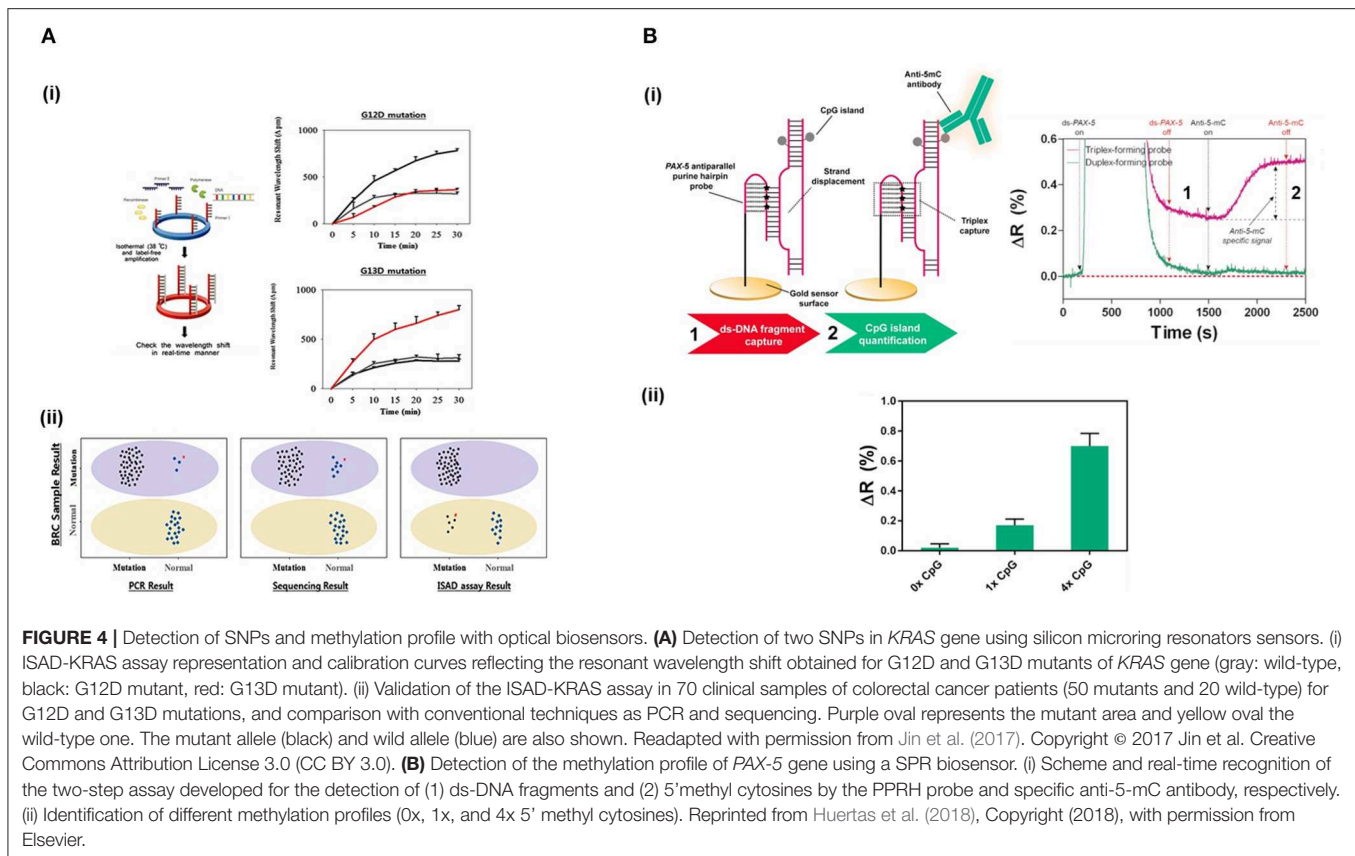 A
(i)
Primer 2
Polymerase
DNA
Recombinase
Primer 1
Isothermal (38 °C)
and label-free
amplification
Check the wavelength shift
in real-time manner
G12D mutation
Resonant Wavelength Shift (Δ pm)
1000
500
0
0 5 10 15 20 25 30
Time (min)
G13D mutation
Resonant Wavelength Shift (Δ pm)
1000
500
0
0 5 10 15 20 25 30
Time (min)
(ii)
BRC Sample Result
Mutation
Normal
Mutation Normal
PCR Result
Mutation Normal
Sequencing Result
Mutation Normal
ISAD assay Result
B
(i)
Anti-5mC
antibody
CpG island
PAX-5 antiparallel
purine hairpin
probe
Strand
displacement
Triplex
capture
Gold sensor
surface
1 ds-DNA fragment
capture
2 CpG island
quantification
ds-PAX-5
on
ds-PAX-5
off
Anti-5-mC
on
Anti-5-mC
off
Triplex-forming probe
Duplex-forming probe
1
2
Anti-5-mC
specific signal
ΔR (%)
0.6
0.4
0.2
0.0
0 500 1000 1500 2000 2500
Time (s)
(ii)
ΔR (%)
1.0
0.8
0.6
0.4
0.2
0.0
0x CpG
1x CpG
4x CpG
FIGURE 4 | Detection of SNPs and methylation profile with optical biosensors. (A) Detection of two SNPs in KRAS gene using silicon microring resonators sensors. (i)
ISAD-KRAS assay representation and calibration curves reflecting the resonant wavelength shift obtained for G12D and G13D mutants of KRAS gene (gray: wild-type,
black: G12D mutant, red: G13D mutant). (ii) Validation of the ISAD-KRAS assay in 70 clinical samples of colorectal cancer patients (50 mutants and 20 wild-type) for
G12D and G13D mutations, and comparison with conventional techniques as PCR and sequencing. Purple oval represents the mutant area and yellow oval the
wild-type one. The mutant allele (black) and wild allele (blue) are also shown. Readapted with permission from Jin et al. (2017). Copyright © 2017 Jin et al. Creative
Commons Attribution License 3.0 (CC BY 3.0). (B) Detection of the methylation profile of PAX-5 gene using a SPR biosensor. (i) Scheme and real-time recognition of
the two-step assay developed for the detection of (1) ds-DNA fragments and (2) 5'methyl cytosines by the PPRH probe and specific anti-5-mC antibody, respectively.
(ii) Identification of different methylation profiles (0x, 1x, and 4x 5' methyl cytosines). Reprinted from Huertas et al. (2018), Copyright (2018), with permission from
Elsevier.